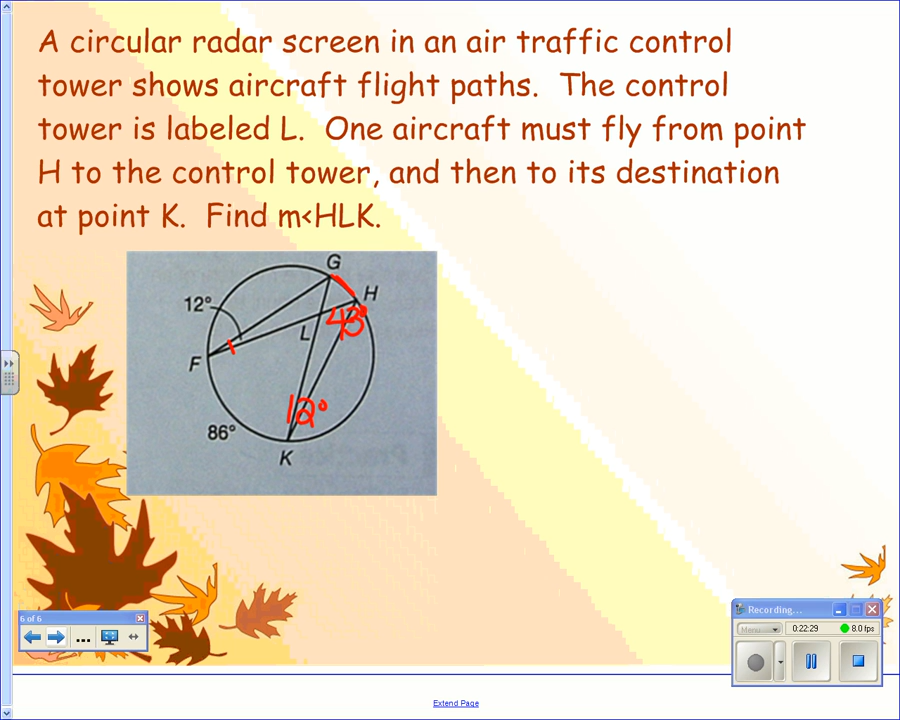 A circular radar screen in an air traffic control
tower shows aircraft flight paths.  The control
tower is labeled L.  One aircraft must fly from point
H to the control tower, and then to its destination
at point K.  Find m<HLK.
G
12°
H
43°
L
F
12°
86°
K
6 of 6
Recording...
Menu
0:22:29
8.0 fps
Extend Page